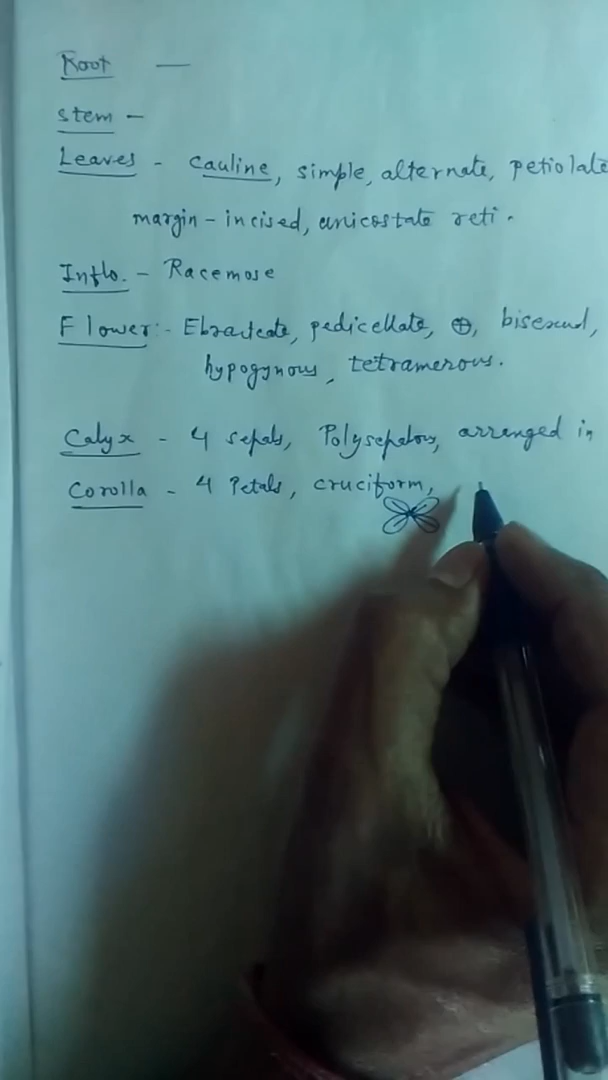 Root —
Stem -
Leaves - Cauline, simple, alternate, petiolate
margin - incised, unicostate reti.
Inflo. - Racemose
Flower :- Ebracteate, pedicellate, ⊕, bisexual,
hypogynous, tetramerous.
Calyx - 4 sepals, Polysepalous, arranged in
Corolla - 4 Petals, cruciform,